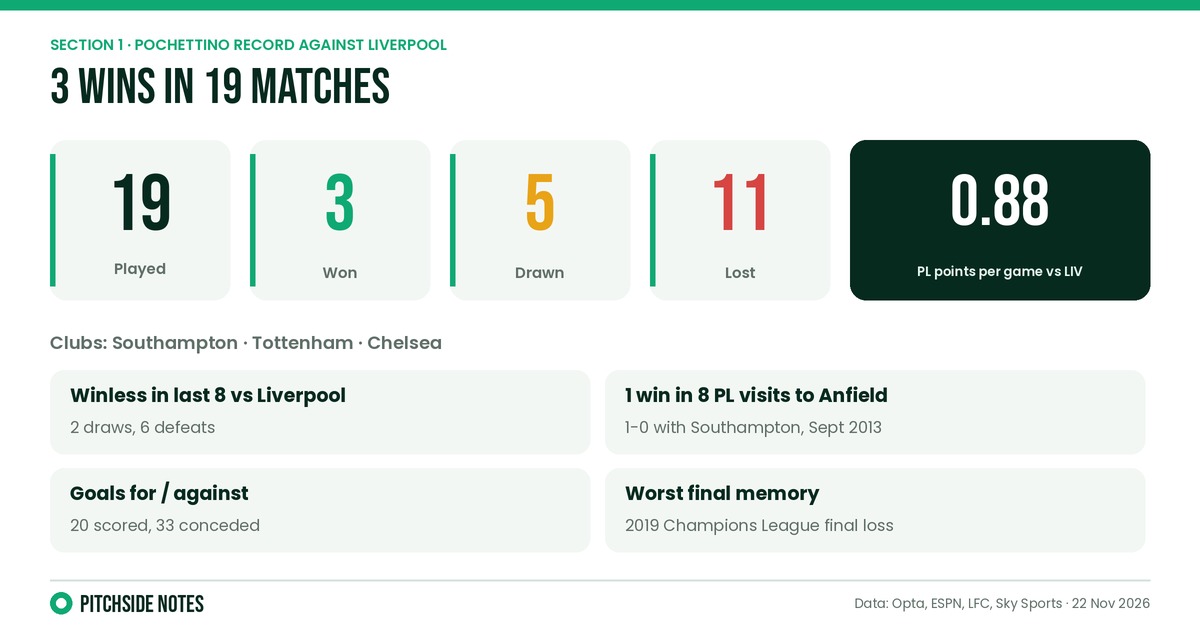 SECTION 1 · POCHETTINO RECORD AGAINST LIVERPOOL
3 WINS IN 19 MATCHES
19
Played
3
Won
5
Drawn
11
Lost
0.88
PL points per game vs LIV
Clubs: Southampton · Tottenham · Chelsea
Winless in last 8 vs Liverpool
2 draws, 6 defeats
1 win in 8 PL visits to Anfield
1-0 with Southampton, Sept 2013
Goals for / against
20 scored, 33 conceded
Worst final memory
2019 Champions League final loss
PITCHSIDE NOTES
Data: Opta, ESPN, LFC, Sky Sports · 22 Nov 2026